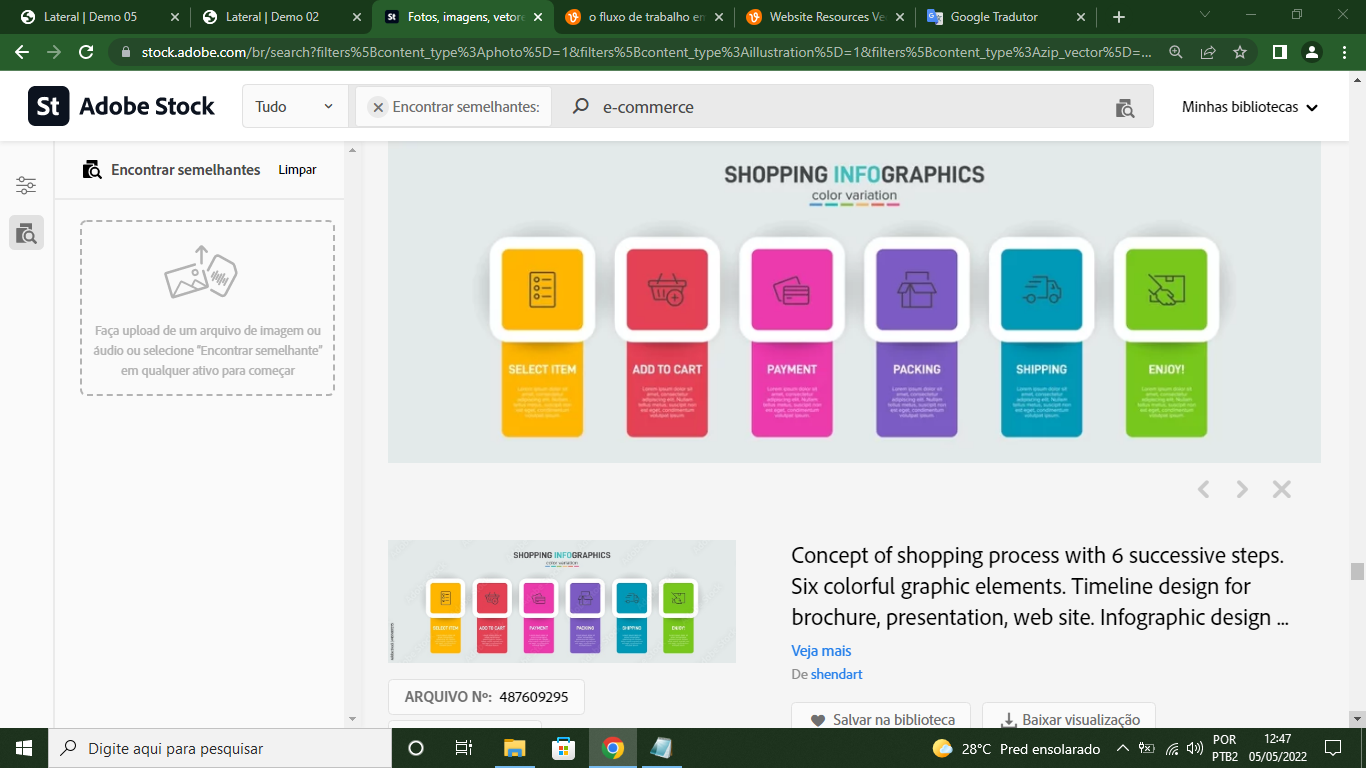 Lateral | Demo 05
Lateral | Demo 02
Fotos, imagens, vetore
o fluxo de trabalho em
Website Resources Ve
Google Tradutor
stock.adobe.com/br/search?filters%5Bcontent_type%3Aphoto%5D=1&filters%5Bcontent_type%3Aillustration%5D=1&filters%5Bcontent_type%3Azip_vector%5D=...
St Adobe Stock
Tudo
Encontrar semelhantes:
e-commerce
Minhas bibliotecas
Encontrar semelhantes
Limpar
Faça upload de um arquivo de imagem ou
áudio ou selecione "Encontrar semelhante"
em qualquer ativo para começar
SHOPPING INFOGRAPHICS
color variation
SELECT ITEM
ADD TO CART
PAYMENT
PACKING
SHIPPING
ENJOY!
SHOPPING INFOGRAPHICS
color variation
SELECT ITEM
ADD TO CART
PAYMENT
PACKING
SHIPPING
ENJOY!
Concept of shopping process with 6 successive steps.
Six colorful graphic elements. Timeline design for
brochure, presentation, web site. Infographic design ...
Veja mais
De shendart
ARQUIVO Nº: 487609295
Salvar na biblioteca
Baixar visualização
Digite aqui para pesquisar
28°C Pred ensolarado
POR
PTB2
12:47
05/05/2022